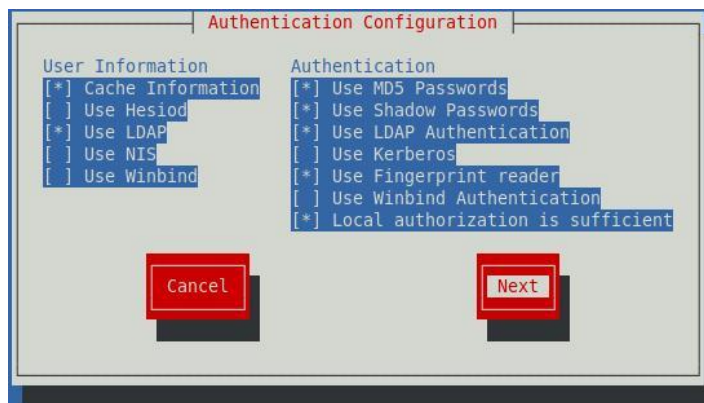 Authentication Configuration
User Information
[*] Cache Information
[ ] Use Hesiod
[*] Use LDAP
[ ] Use NIS
[ ] Use Winbind
Authentication
[*] Use MD5 Passwords
[*] Use Shadow Passwords
[*] Use LDAP Authentication
[ ] Use Kerberos
[*] Use Fingerprint reader
[ ] Use Winbind Authentication
[*] Local authorization is sufficient
Cancel
Next